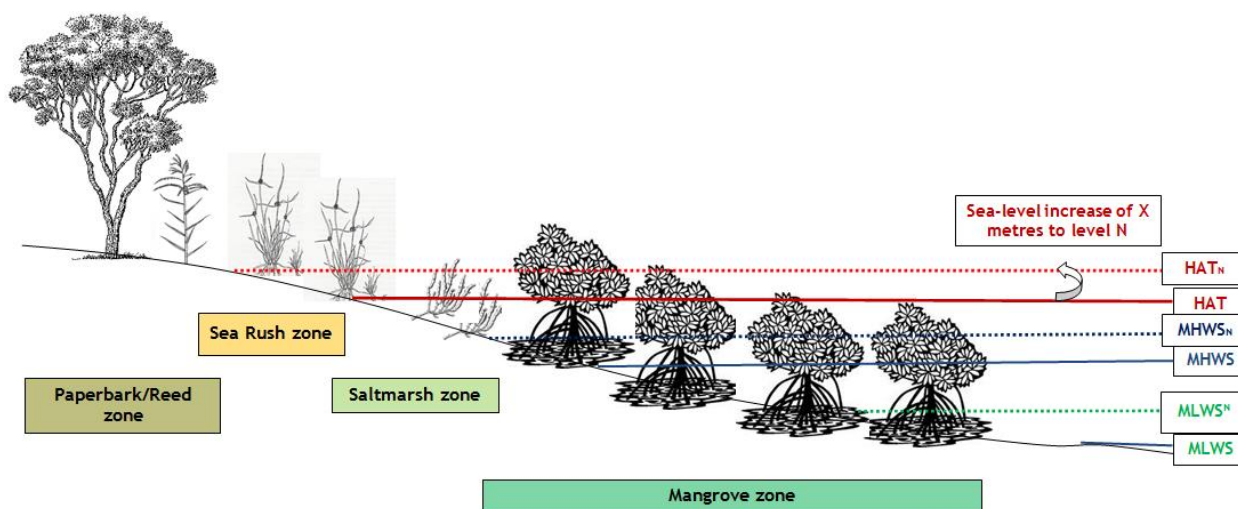 Sea-level increase of X
metres to level N
HATN
HAT
MHWSN
MHWS
MLWSN
MLWS
Sea Rush zone
Paperbark/Reed
zone
Saltmarsh zone
Mangrove zone